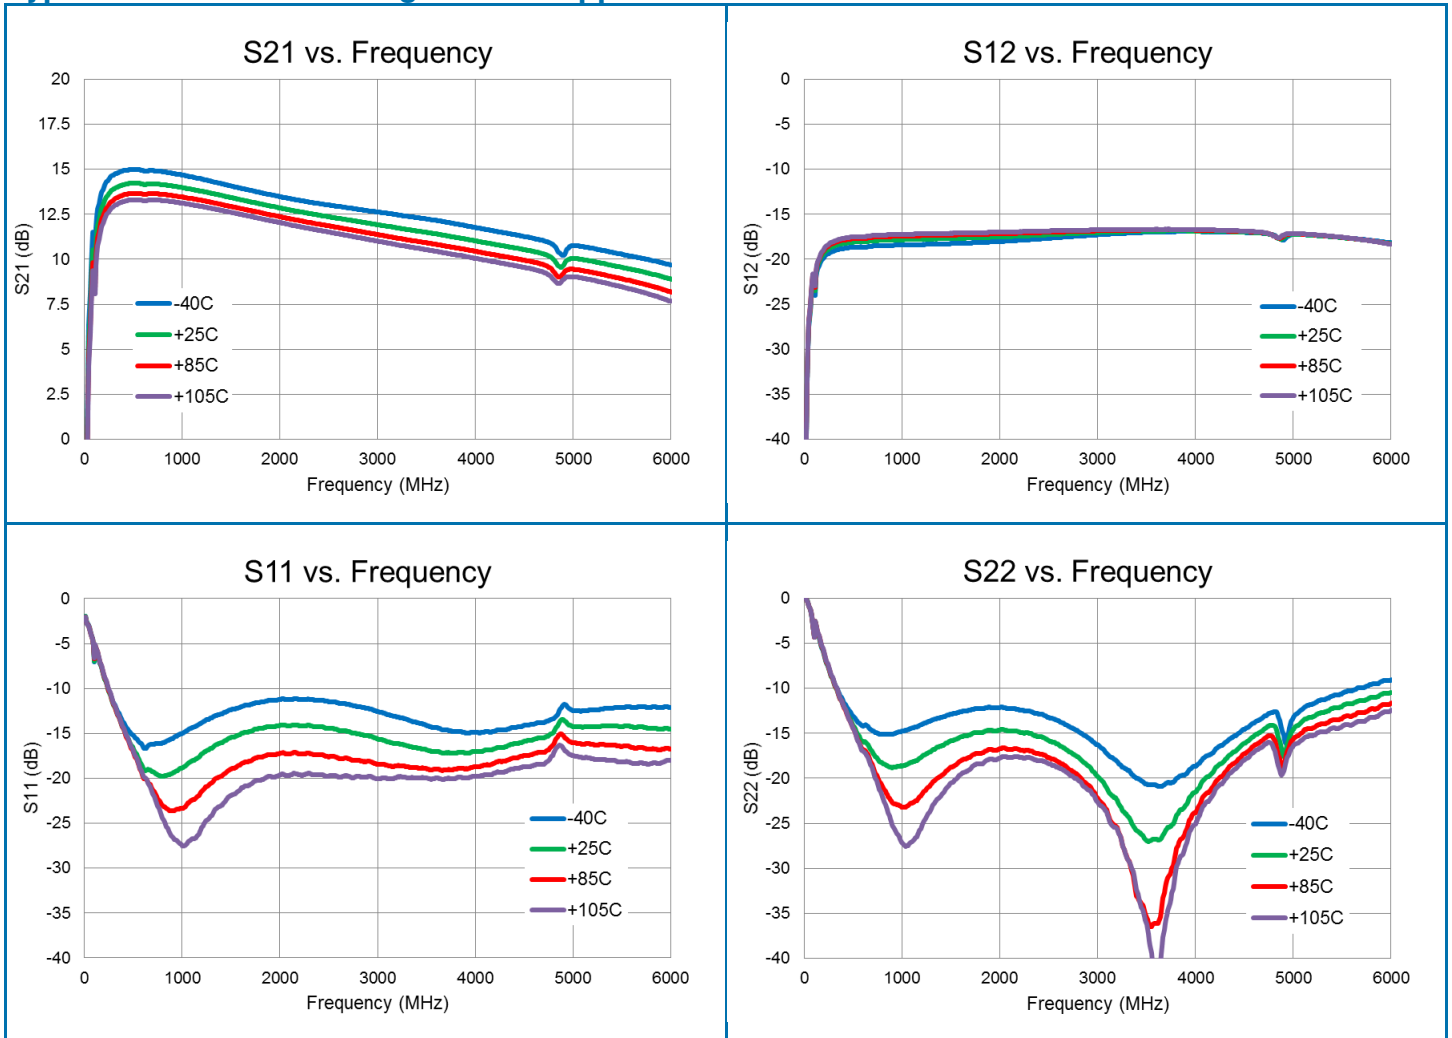 S21 vs. Frequency
20
17.5
15
12.5
10
7.5
5
2.5
0
S21 (dB)
-40C
+25C
+85C
+105C
0 1000 2000 3000 4000 5000 6000
Frequency (MHz)
S12 vs. Frequency
0
-5
-10
-15
-20
-25
-30
-35
-40
S12 (dB)
-40C
+25C
+85C
+105C
0 1000 2000 3000 4000 5000 6000
Frequency (MHz)
S11 vs. Frequency
0
-5
-10
-15
-20
-25
-30
-35
-40
S11 (dB)
-40C
+25C
+85C
+105C
0 1000 2000 3000 4000 5000 6000
Frequency (MHz)
S22 vs. Frequency
0
-5
-10
-15
-20
-25
-30
-35
-40
S22 (dB)
-40C
+25C
+85C
+105C
0 1000 2000 3000 4000 5000 6000
Frequency (MHz)